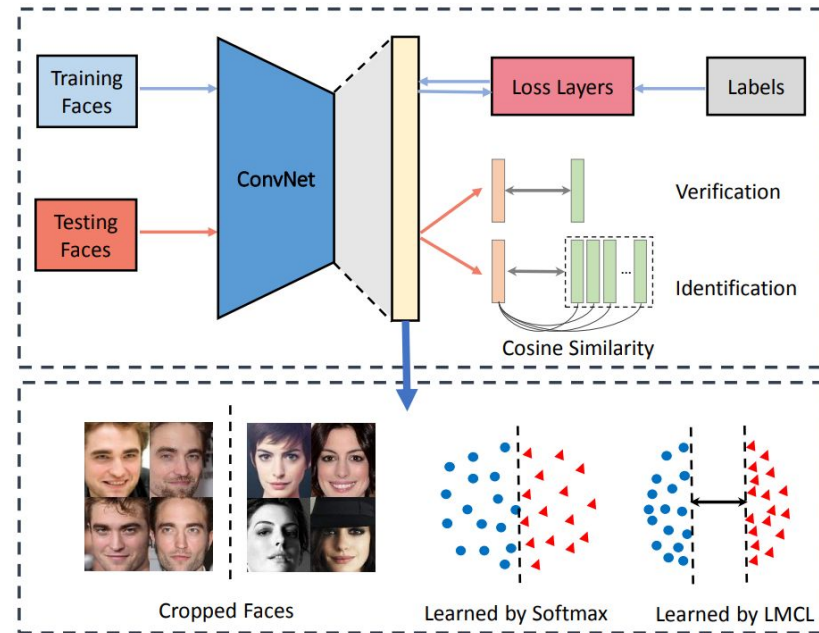 Training
Faces
ConvNet
Loss Layers
Labels
Testing
Faces
Verification
...
Identification
Cosine Similarity
Cropped Faces
Learned by Softmax
Learned by LMCL